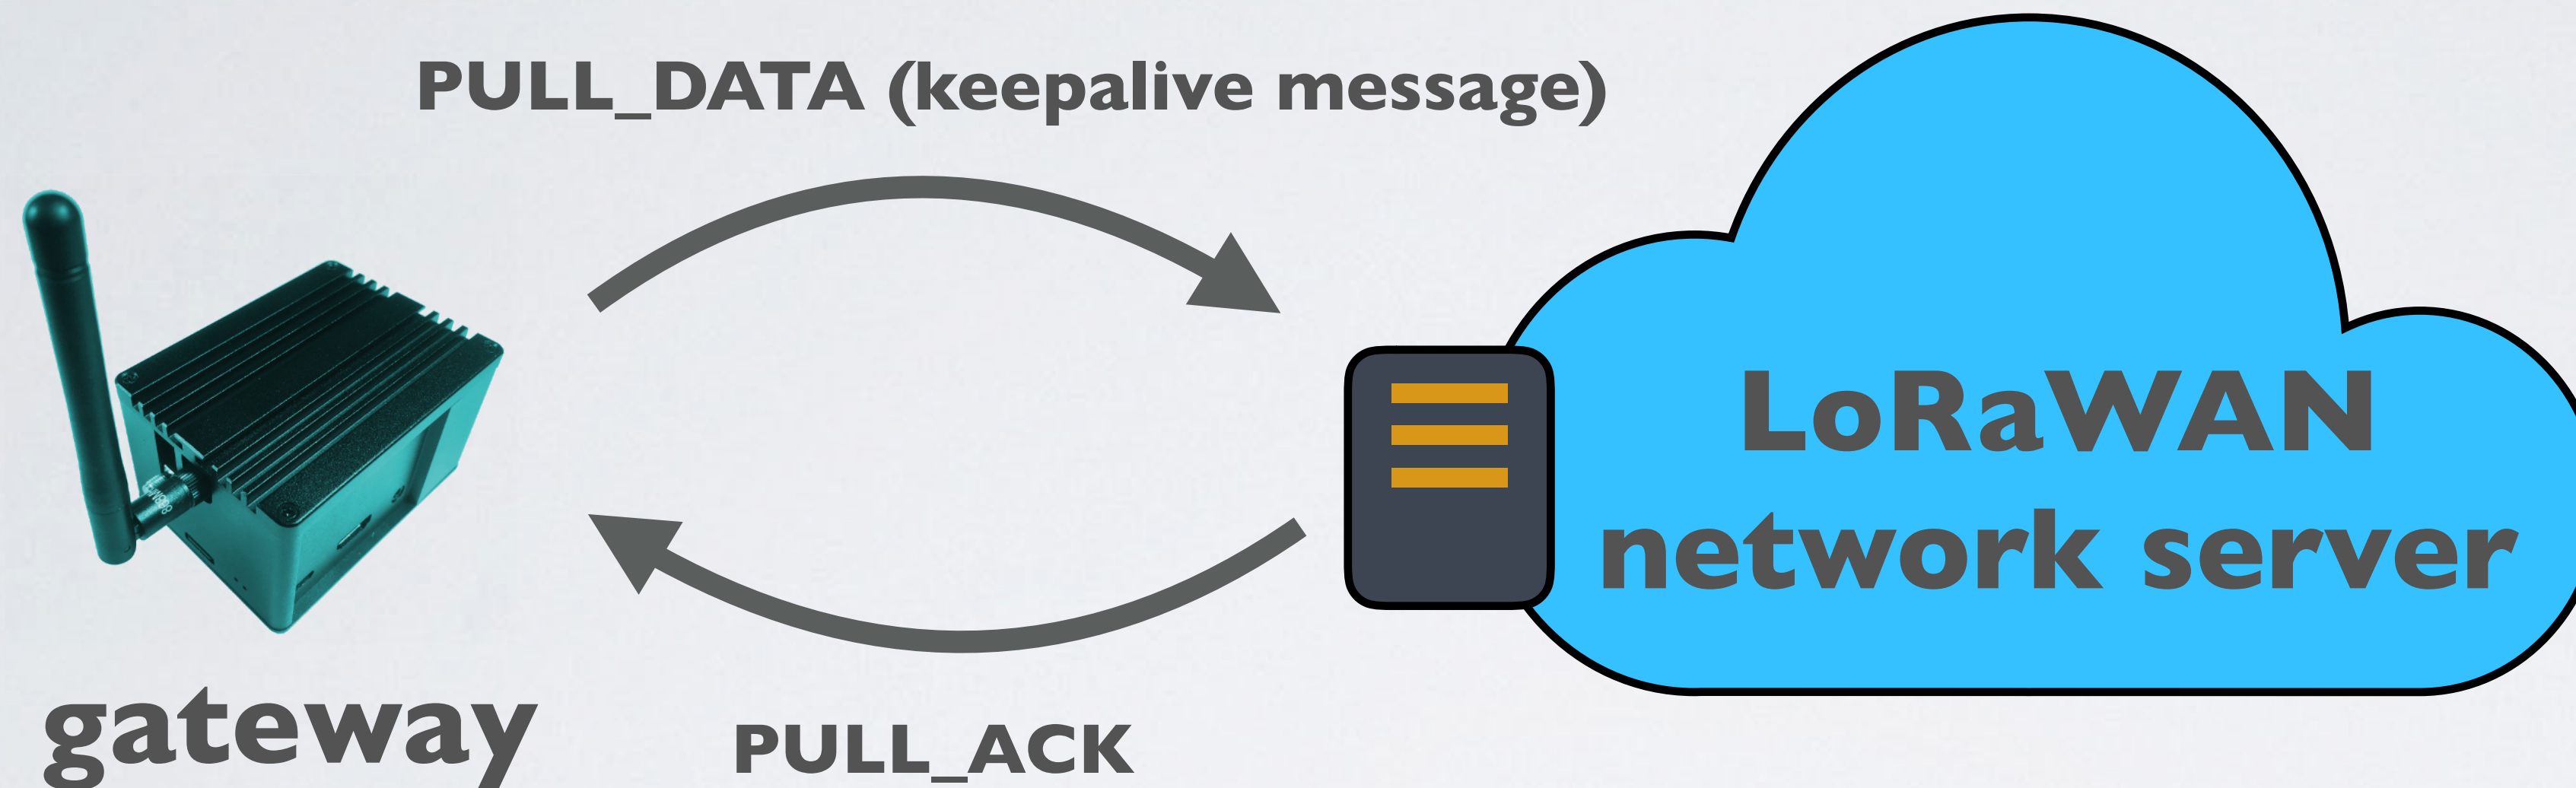 PULL_DATA (keepalive message)
LoRaWAN
network server
gateway
PULL_ACK